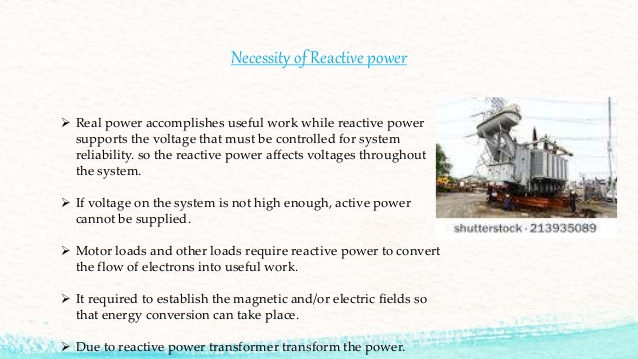 Necessity of Reactive power
➢ Real power accomplishes useful work while reactive power
supports the voltage that must be controlled for system
reliability. so the reactive power affects voltages throughout
the system.
➢ If voltage on the system is not high enough, active power
cannot be supplied.
➢ Motor loads and other loads require reactive power to convert
the flow of electrons into useful work.
➢ It required to establish the magnetic and/or electric fields so
that energy conversion can take place.
➢ Due to reactive power transformer transform the power.
shutterstock · 213935089